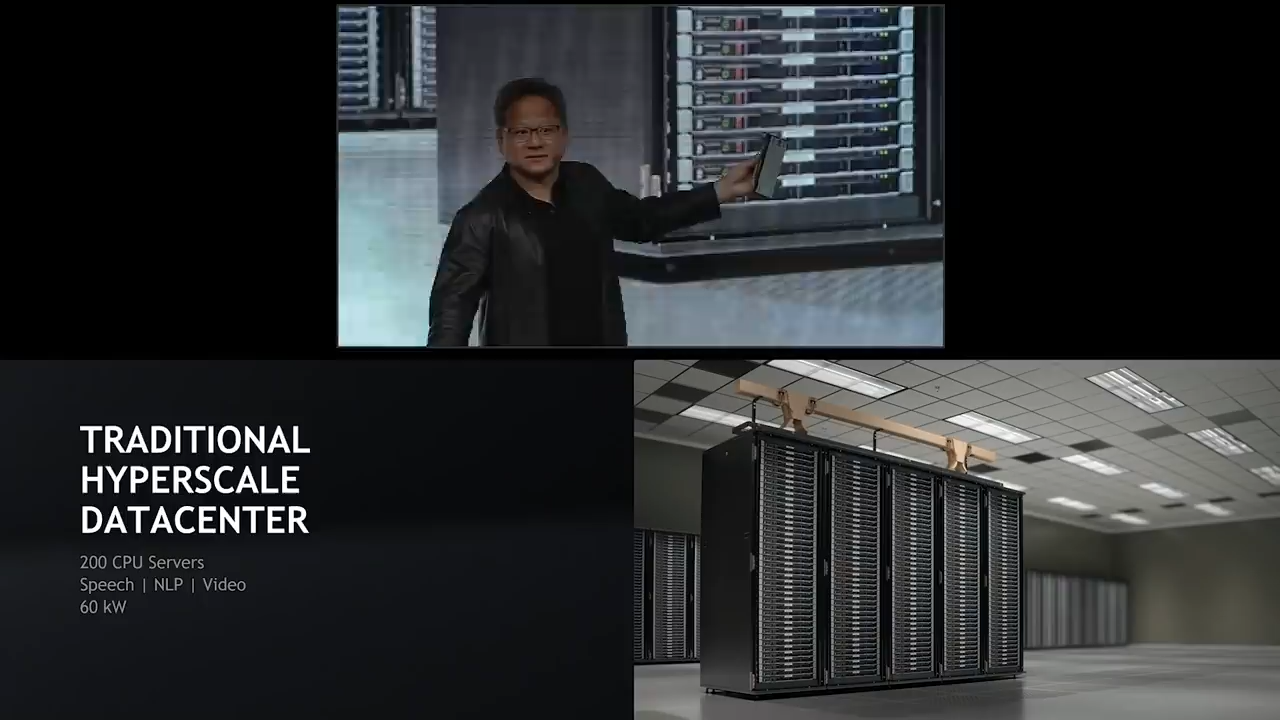 TRADITIONAL
HYPERSCALE
DATACENTER
200 CPU Servers
Speech | NLP | Video
60 kW